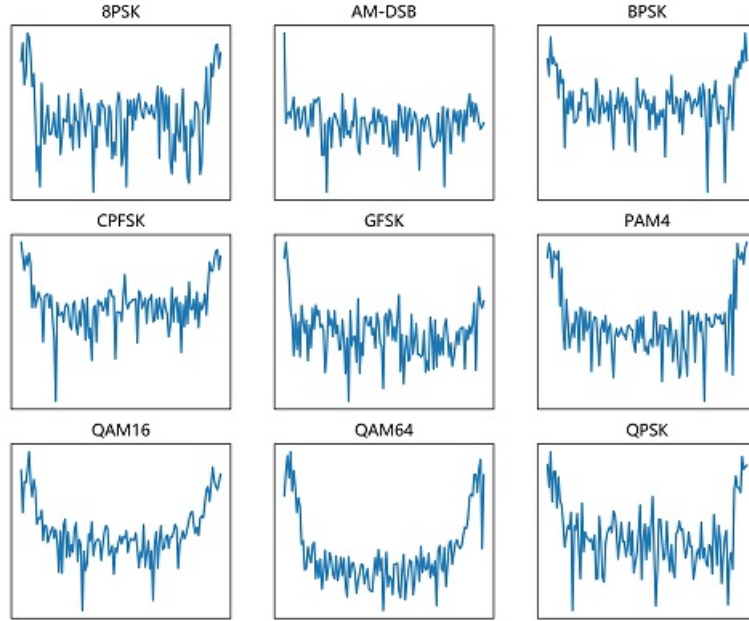 8PSK
AM-DSB
BPSK
CPFSK
GFSK
PAM4
QAM16
QAM64
QPSK